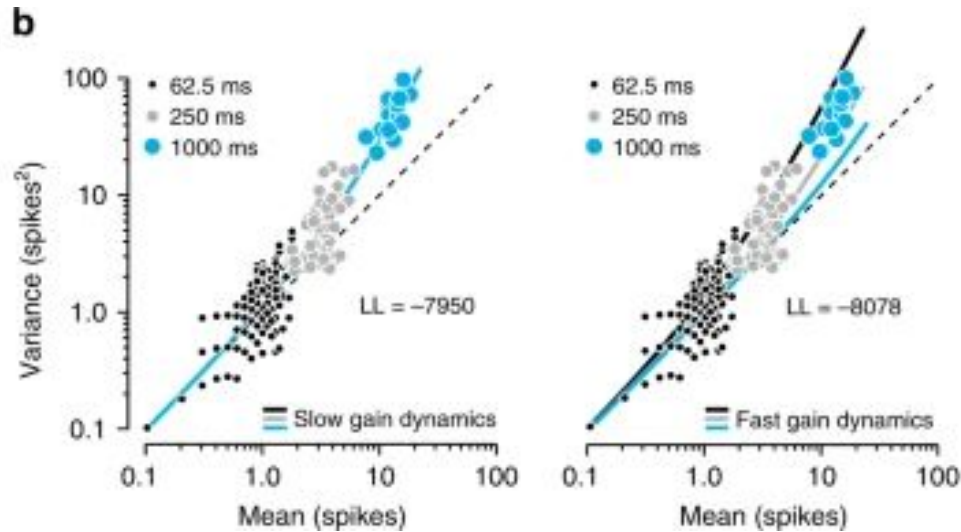 b
62.5 ms
250 ms
1000 ms
LL = –7950
Slow gain dynamics
Variance (spikes²)
100
10
1.0
0.1
0.1 1.0 10 100
Mean (spikes)
62.5 ms
250 ms
1000 ms
LL = –8078
Fast gain dynamics
0.1 1.0 10 100
Mean (spikes)